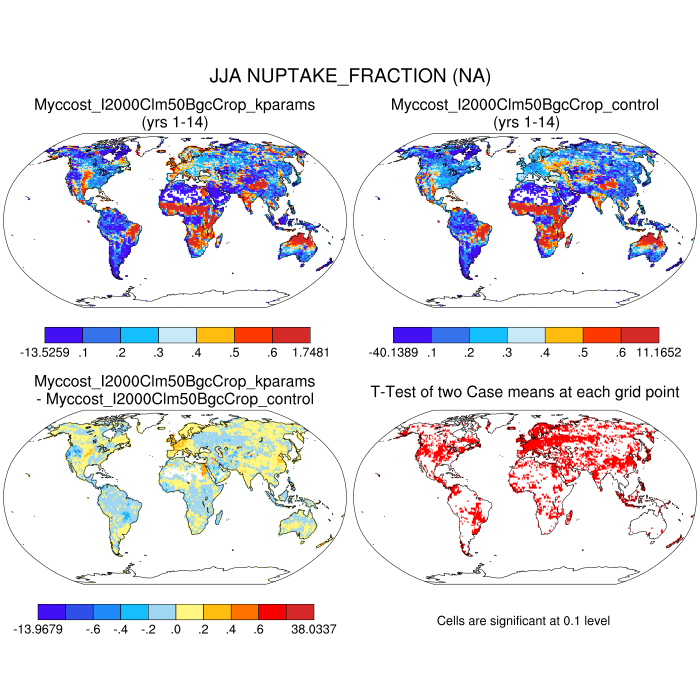 JJA NUPTAKE_FRACTION (NA)
Myccost_I2000Clm50BgcCrop_kparams
(yrs 1-14)
Myccost_I2000Clm50BgcCrop_control
(yrs 1-14)
-13.5259 .1 .2 .3 .4 .5 .6 1.7481
-40.1389 .1 .2 .3 .4 .5 .6 11.1652
Myccost_I2000Clm50BgcCrop_kparams
- Myccost_I2000Clm50BgcCrop_control
T-Test of two Case means at each grid point
-13.9679 -.6 -.4 -.2 .0 .2 .4 .6 38.0337
Cells are significant at 0.1 level